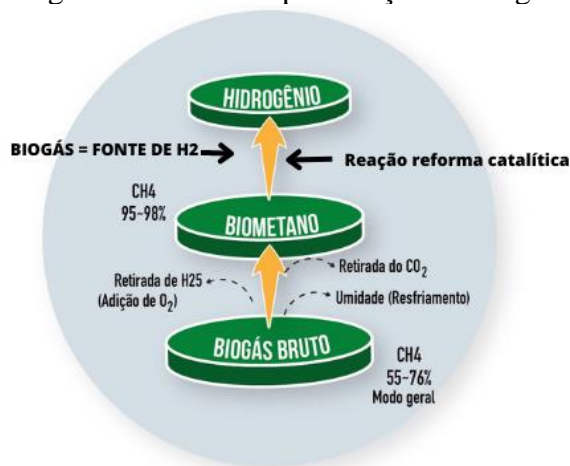 HIDROGÊNIO
BIOGÁS = FONTE DE H2
Reação reforma catalítica
CH4
95-98%
BIOMETANO
Retirada de H25
(Adição de O2)
Retirada do CO2
Umidade (Resfriamento)
BIOGÁS BRUTO
CH4
55-76%
Modo geral